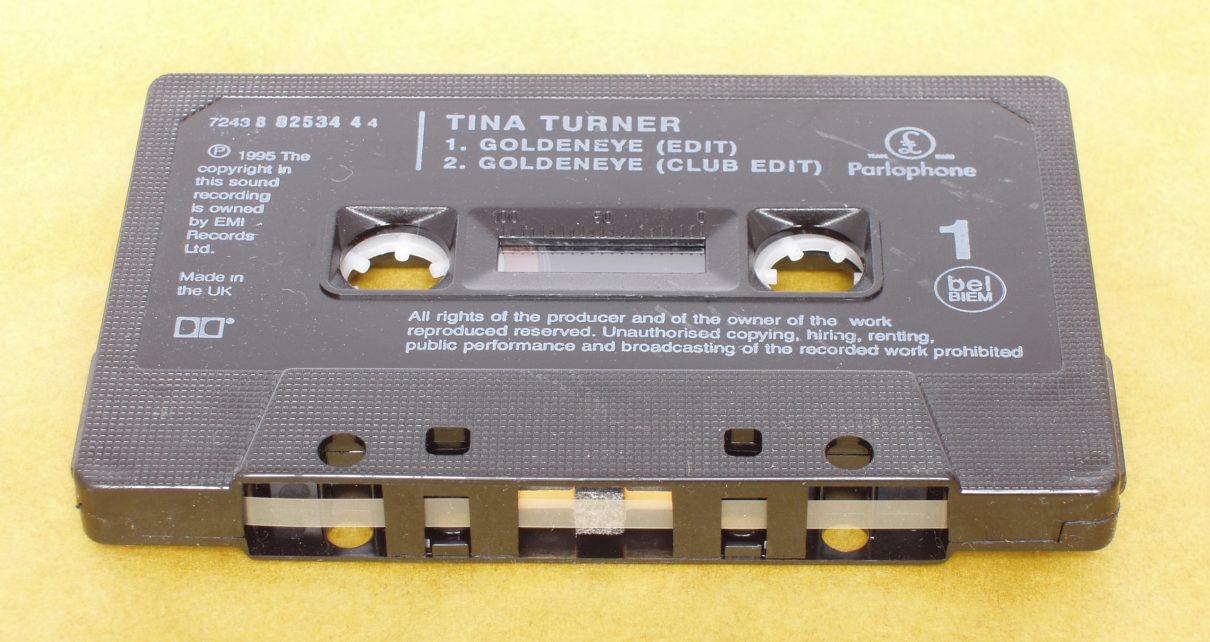 7243 8 82534 4 4
TINA TURNER
1. GOLDENEYE (EDIT)
2. GOLDENEYE (CLUB EDIT)
£
TRADE MARK
Parlophone
℗ 1995 The
copyright in
this sound
recording
is owned
by EMI
Records
Ltd.
Made in
the UK
100 50 0
1
bel
BIEM
All rights of the producer and of the owner of the work
reproduced reserved. Unauthorised copying, hiring, renting,
public performance and broadcasting of the recorded work prohibited